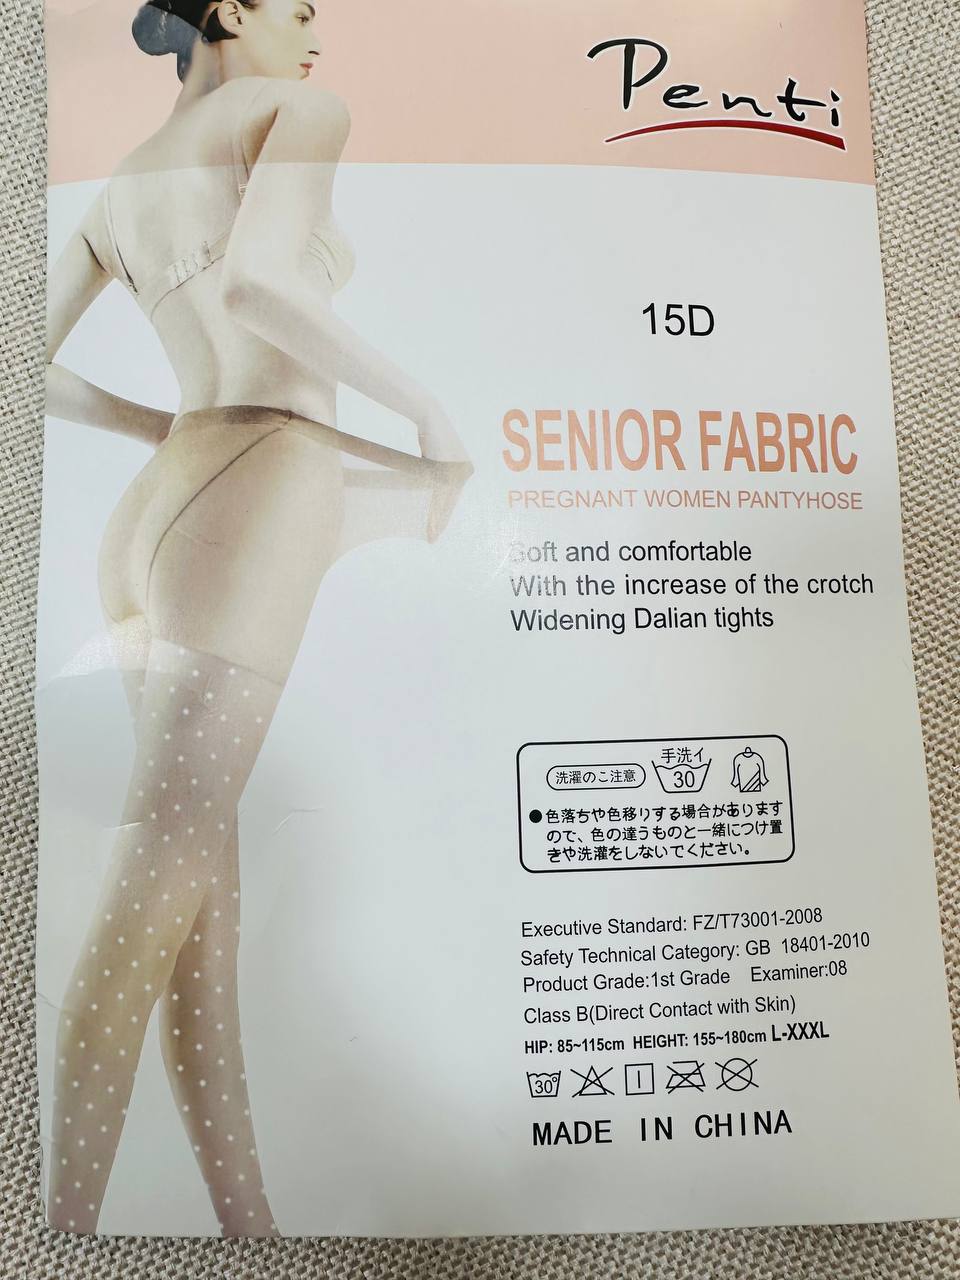 Penti
15D
SENIOR FABRIC
PREGNANT WOMEN PANTYHOSE
Soft and comfortable
With the increase of the crotch
Widening Dalian tights
洗濯のご注意
手洗イ
30
●色落ちや色移りする場合があります
ので、色の違うものと一緒につけ置
きや洗濯をしないでください。
Executive Standard: FZ/T73001-2008
Safety Technical Category: GB 18401-2010
Product Grade:1st Grade Examiner:08
Class B(Direct Contact with Skin)
HIP: 85~115cm HEIGHT: 155~180cm L-XXXL
30°
MADE IN CHINA